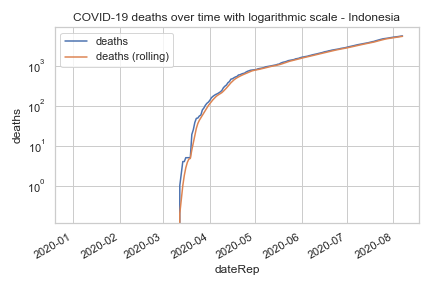 COVID-19 deaths over time with logarithmic scale - Indonesia
deaths
deaths (rolling)
10³
10²
10¹
10⁰
deaths
2020-01
2020-02
2020-03
2020-04
2020-05
2020-06
2020-07
2020-08
dateRep